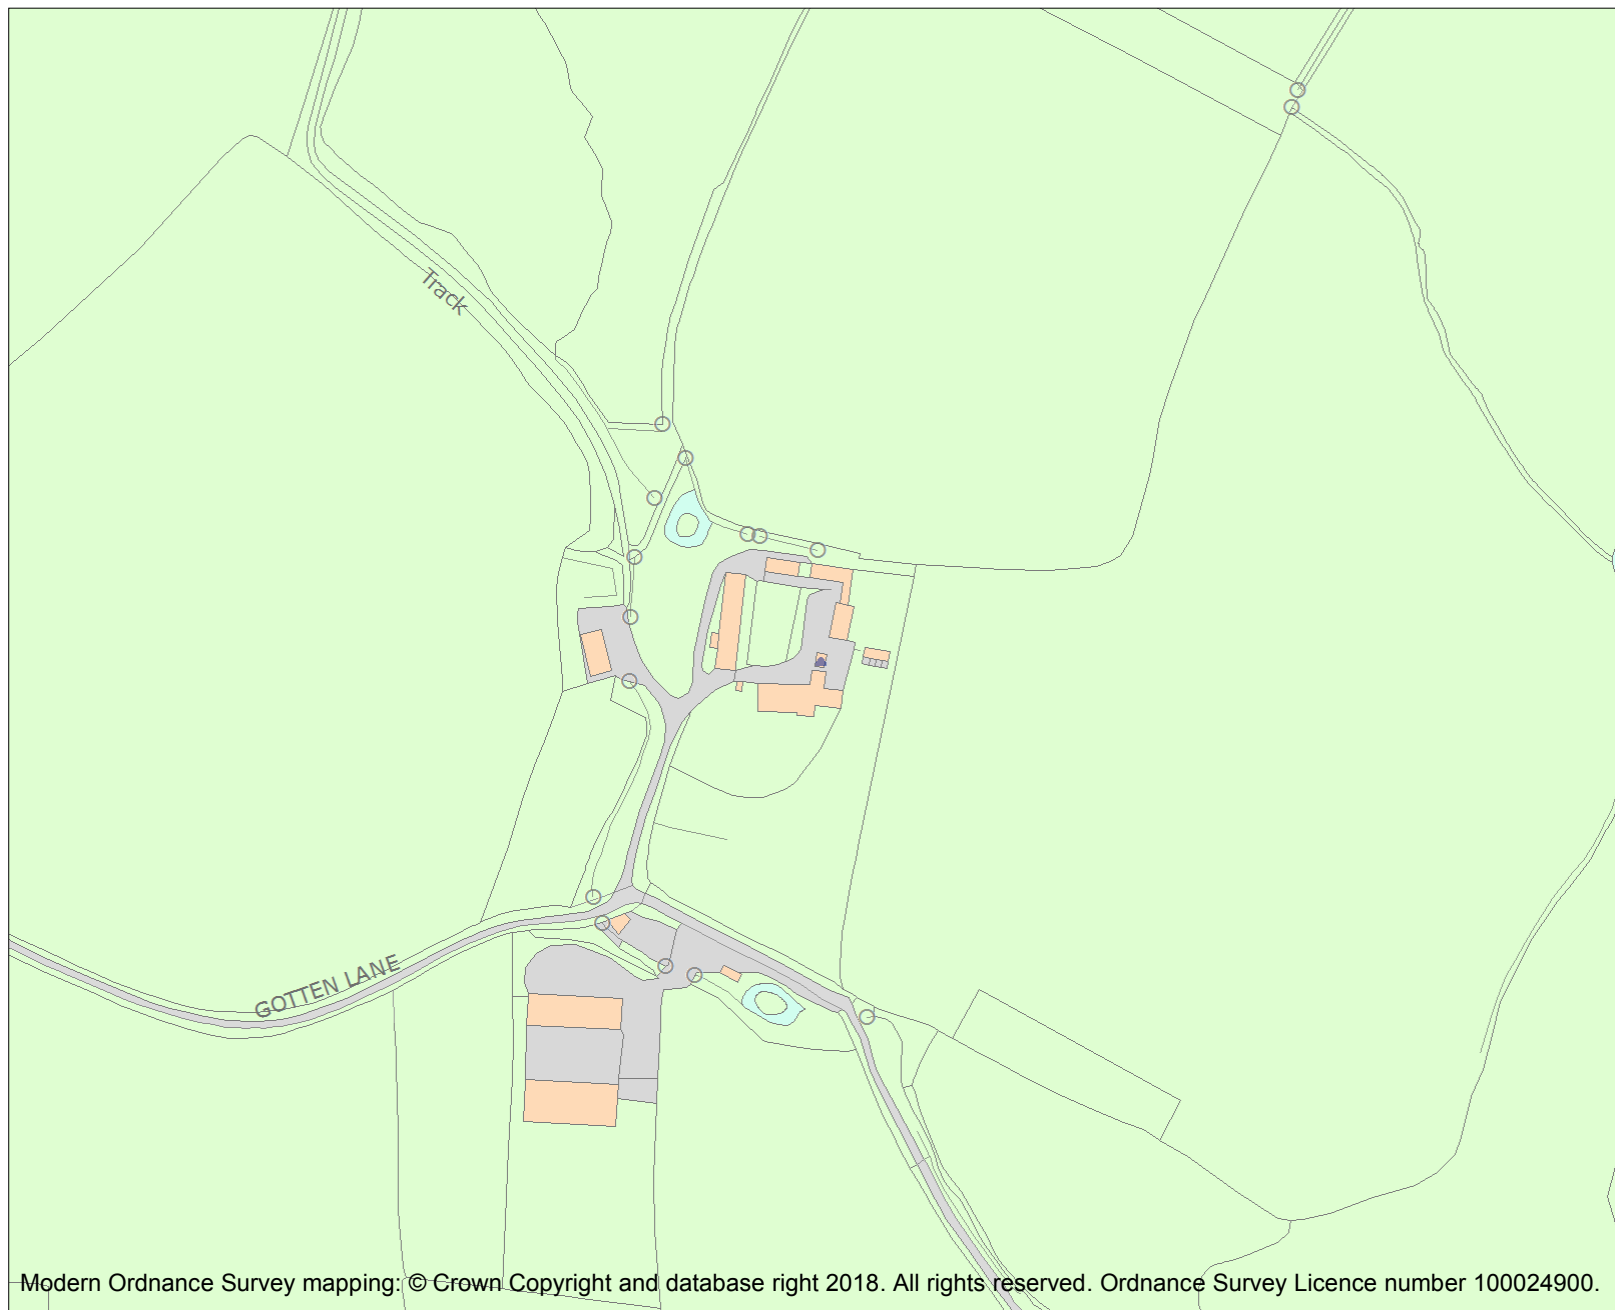 Track
GOTTEN LANE
Modern Ordnance Survey mapping: © Crown Copyright and database right 2018. All rights reserved. Ordnance Survey Licence number 100024900.